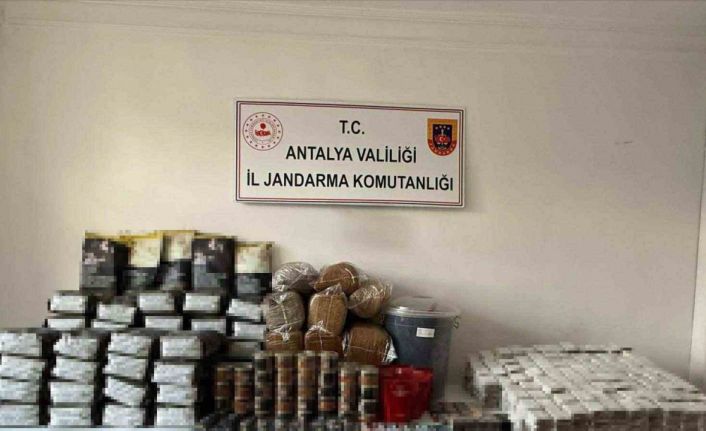 T.C.
ANTALYA VALİLİĞİ
İL JANDARMA KOMUTANLIĞI